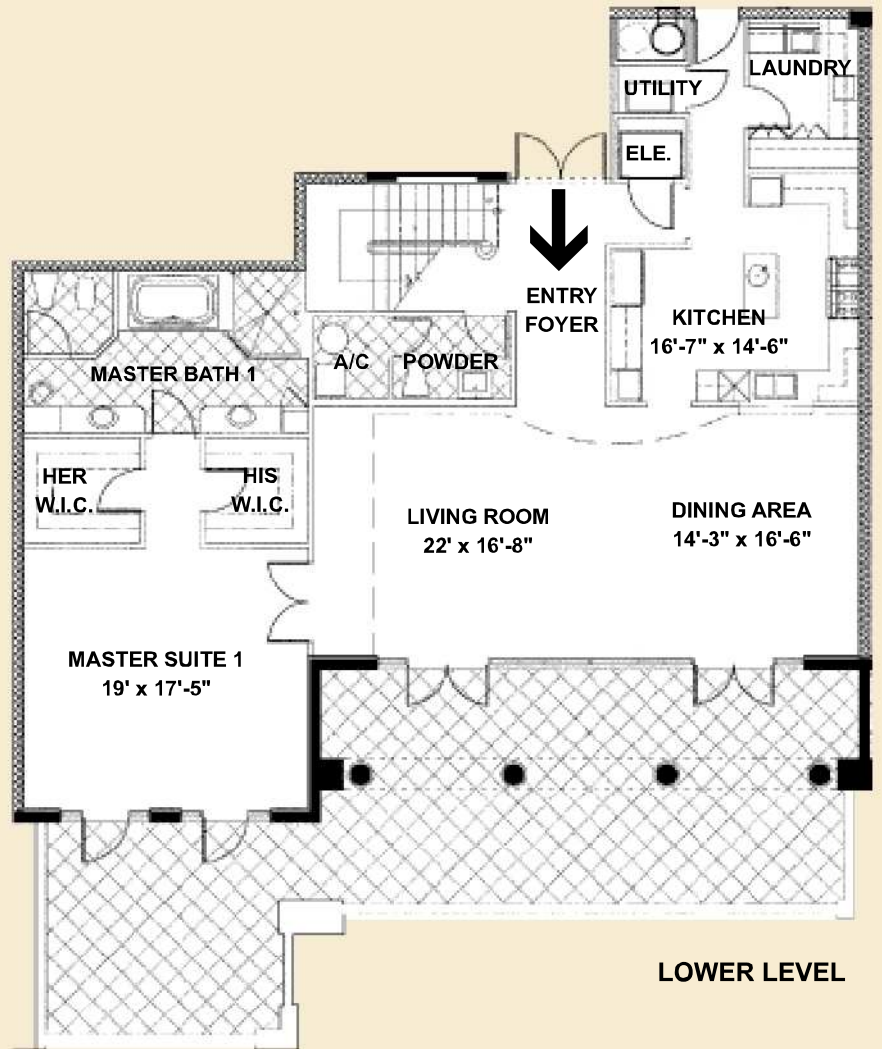 LAUNDRY
UTILITY
ELE.
ENTRY
FOYER
KITCHEN
16'-7" x 14'-6"
A/C
POWDER
MASTER BATH 1
HER
W.I.C.
HIS
W.I.C.
LIVING ROOM
22' x 16'-8"
DINING AREA
14'-3" x 16'-6"
MASTER SUITE 1
19' x 17'-5"
LOWER LEVEL